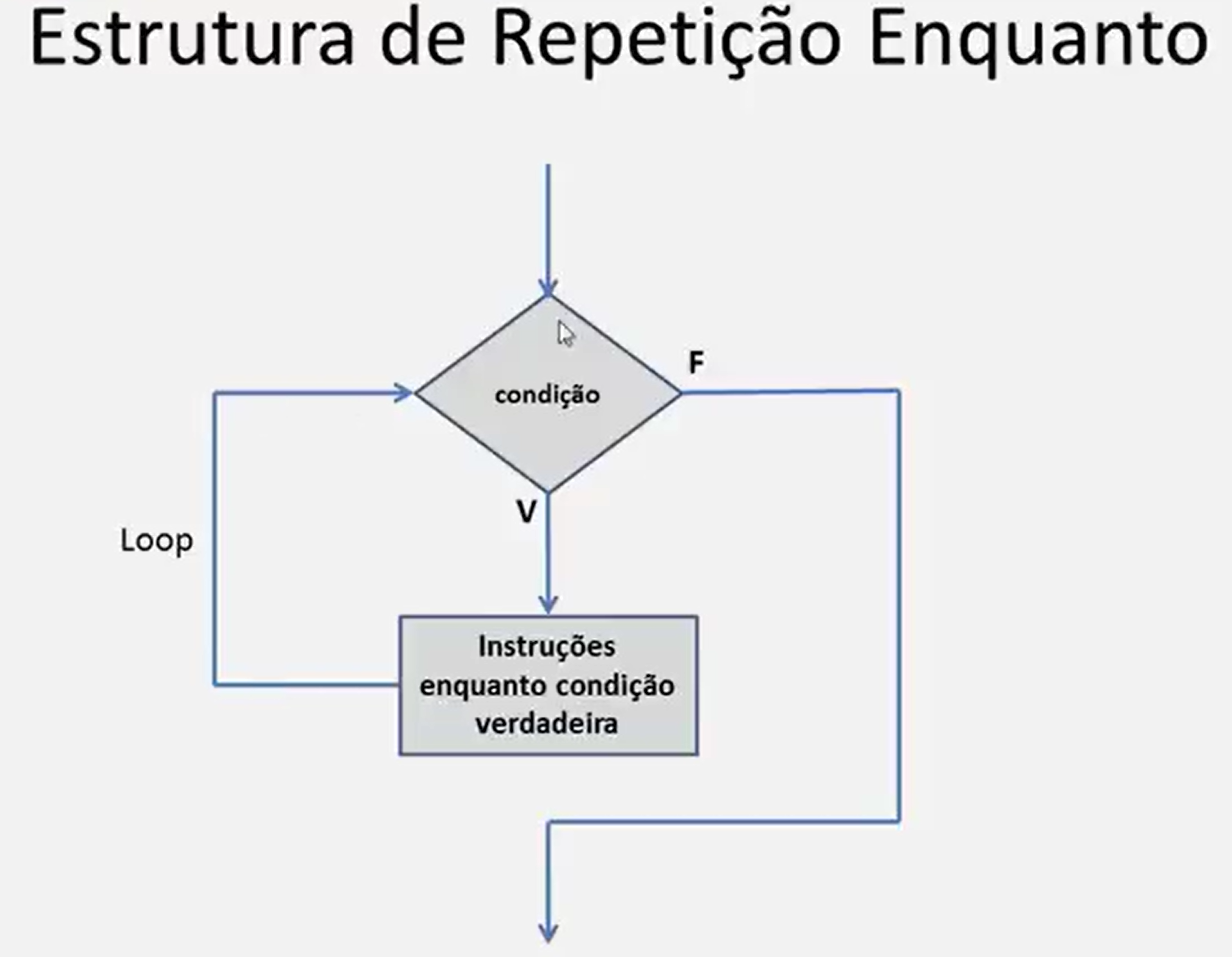 Estrutura de Repetição Enquanto
F
condição
V
Loop
Instruções
enquanto condição
verdadeira